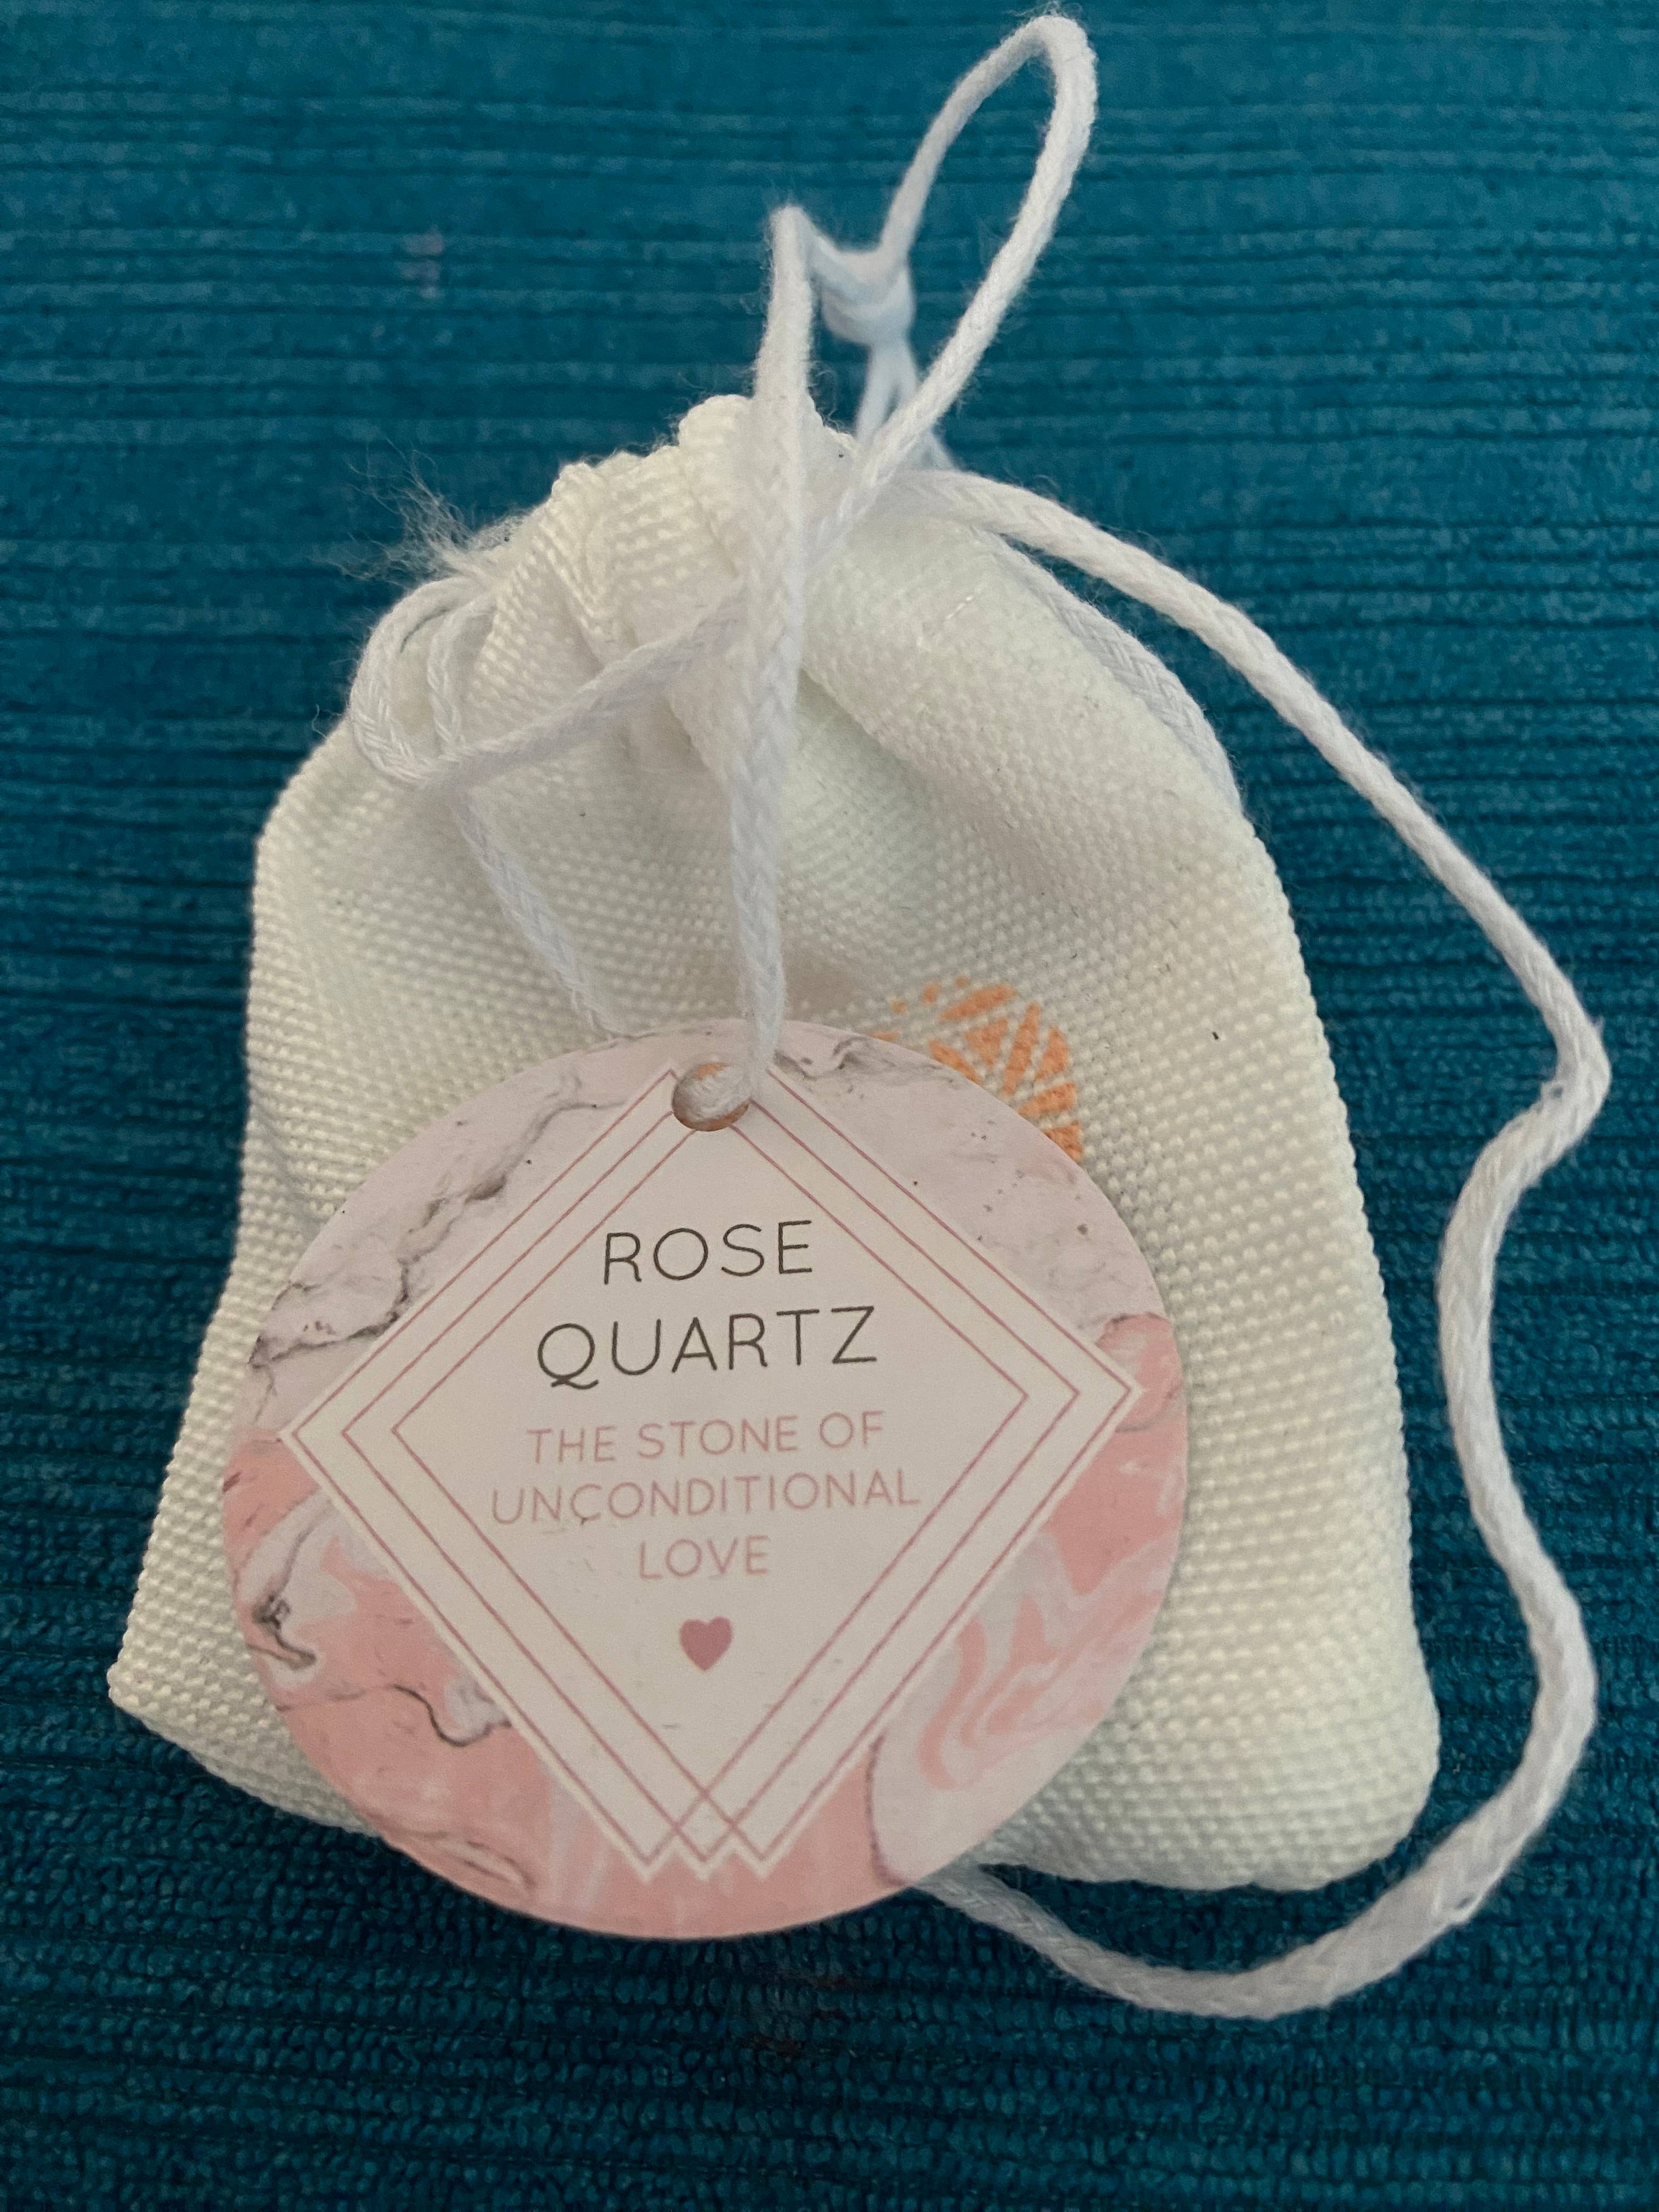 ROSE
QUARTZ
THE STONE OF
UNCONDITIONAL
LOVE